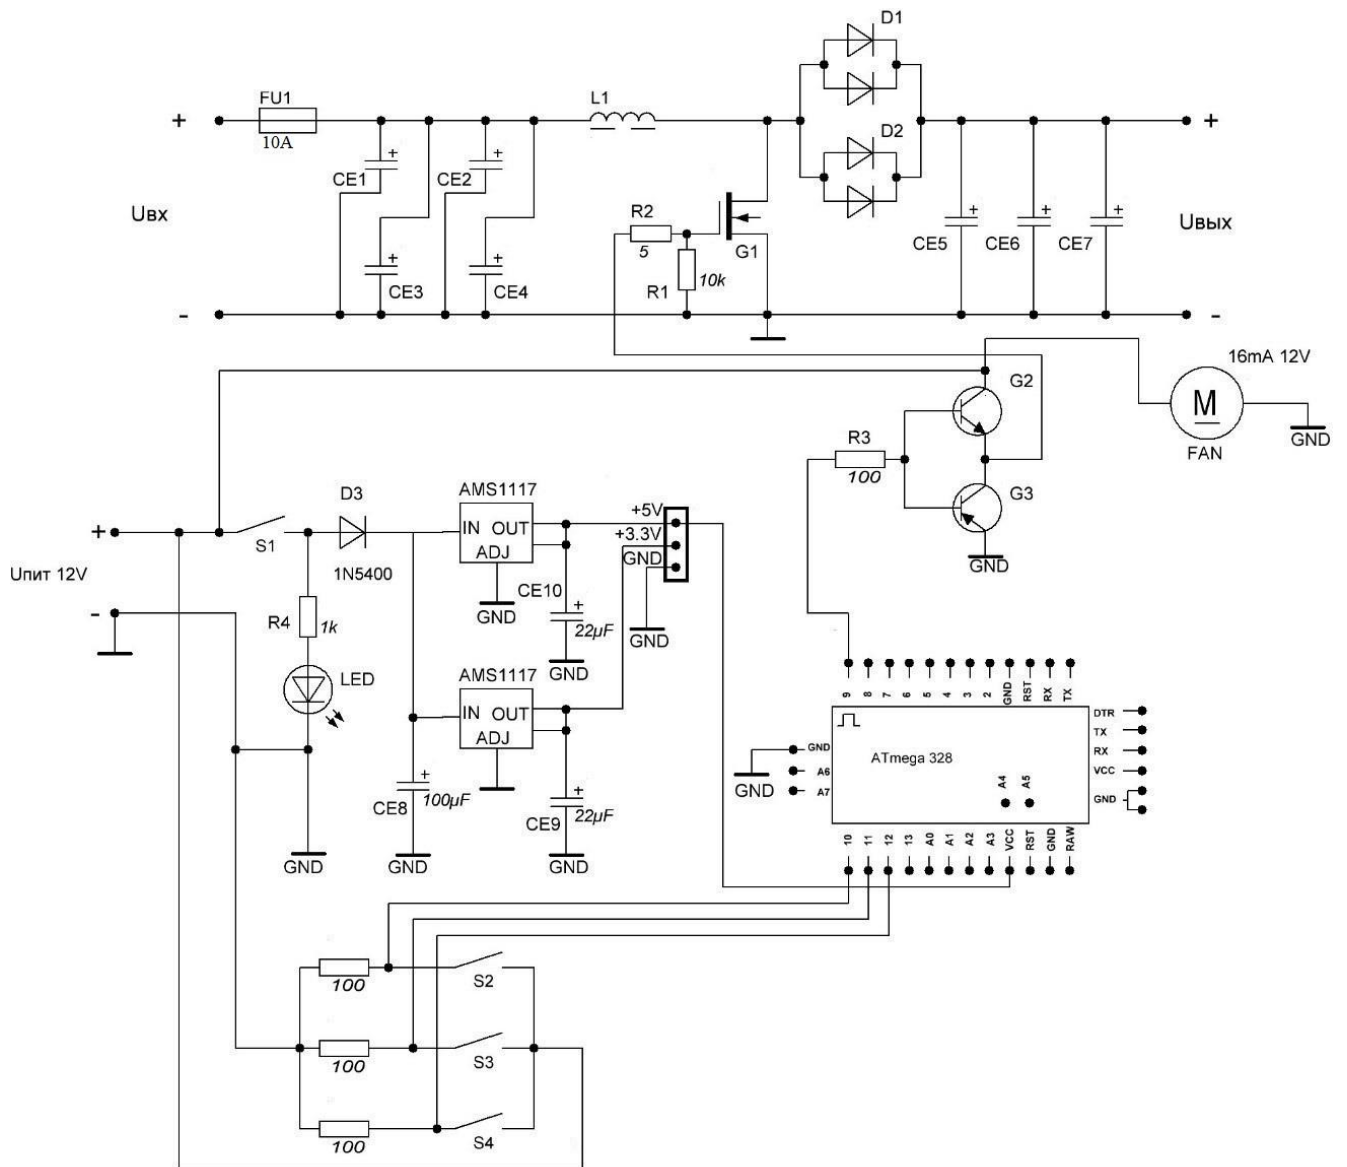 D1
FU1
L1
+
+
10A
D2
+
+
CE1
CE2
Uвх
R2
+
+
+
Uвых
5
G1
CE5
CE6
CE7
+
+
10k
CE3
CE4
R1
-
-
16mA 12V
G2
M
R3
GND
FAN
100
AMS1117
D3
G3
+5V
+
IN OUT
+3.3V
S1
ADJ
GND
GND
Uпит 12V
1N5400
CE10
+
-
GND
R4
1k
22µF
GND
GND
AMS1117
LED
9
8
7
6
5
4
3
2
GND
RST
RX
TX
IN OUT
DTR
TX
ADJ
GND
RX
ATmega 328
A6
VCC
+
A4
A5
GND
A7
GND
100µF
+
CE8
CE9
22µF
10
11
12
13
A0
A1
A2
A3
VCC
RST
GND
RAW
GND
GND
GND
100
S2
100
S3
100
S4